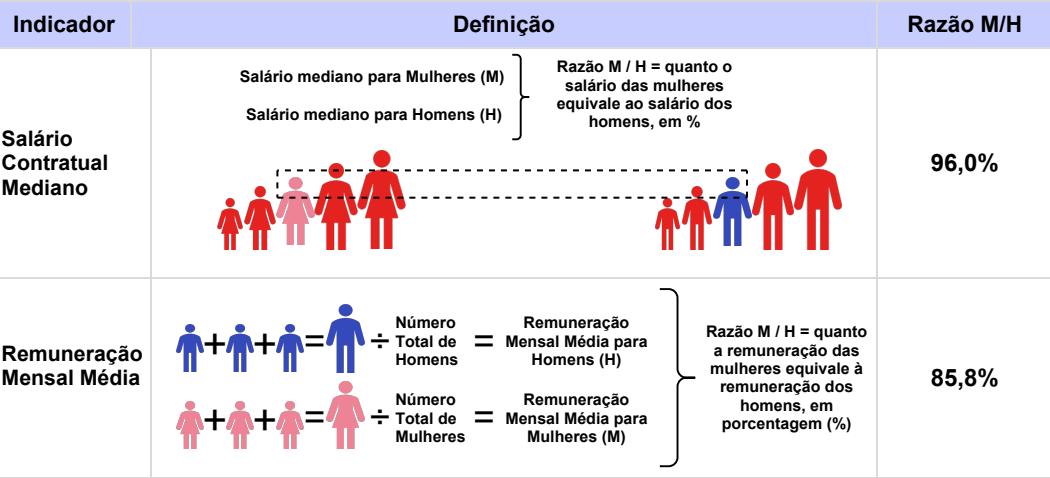 Indicador
Definição
Razão M/H
Salário
Contratual
Mediano
Salário mediano para Mulheres (M)
Salário mediano para Homens (H)
Razão M / H = quanto o
salário das mulheres
equivale ao salário dos
homens, em %
96,0%
Remuneração
Mensal Média
+ + = ÷
Número
Total de
Homens
=
Remuneração
Mensal Média para
Homens (H)
+ + = ÷
Número
Total de
Mulheres
=
Remuneração
Mensal Média para
Mulheres (M)
Razão M / H = quanto
a remuneração das
mulheres equivale à
remuneração dos
homens, em
porcentagem (%)
85,8%